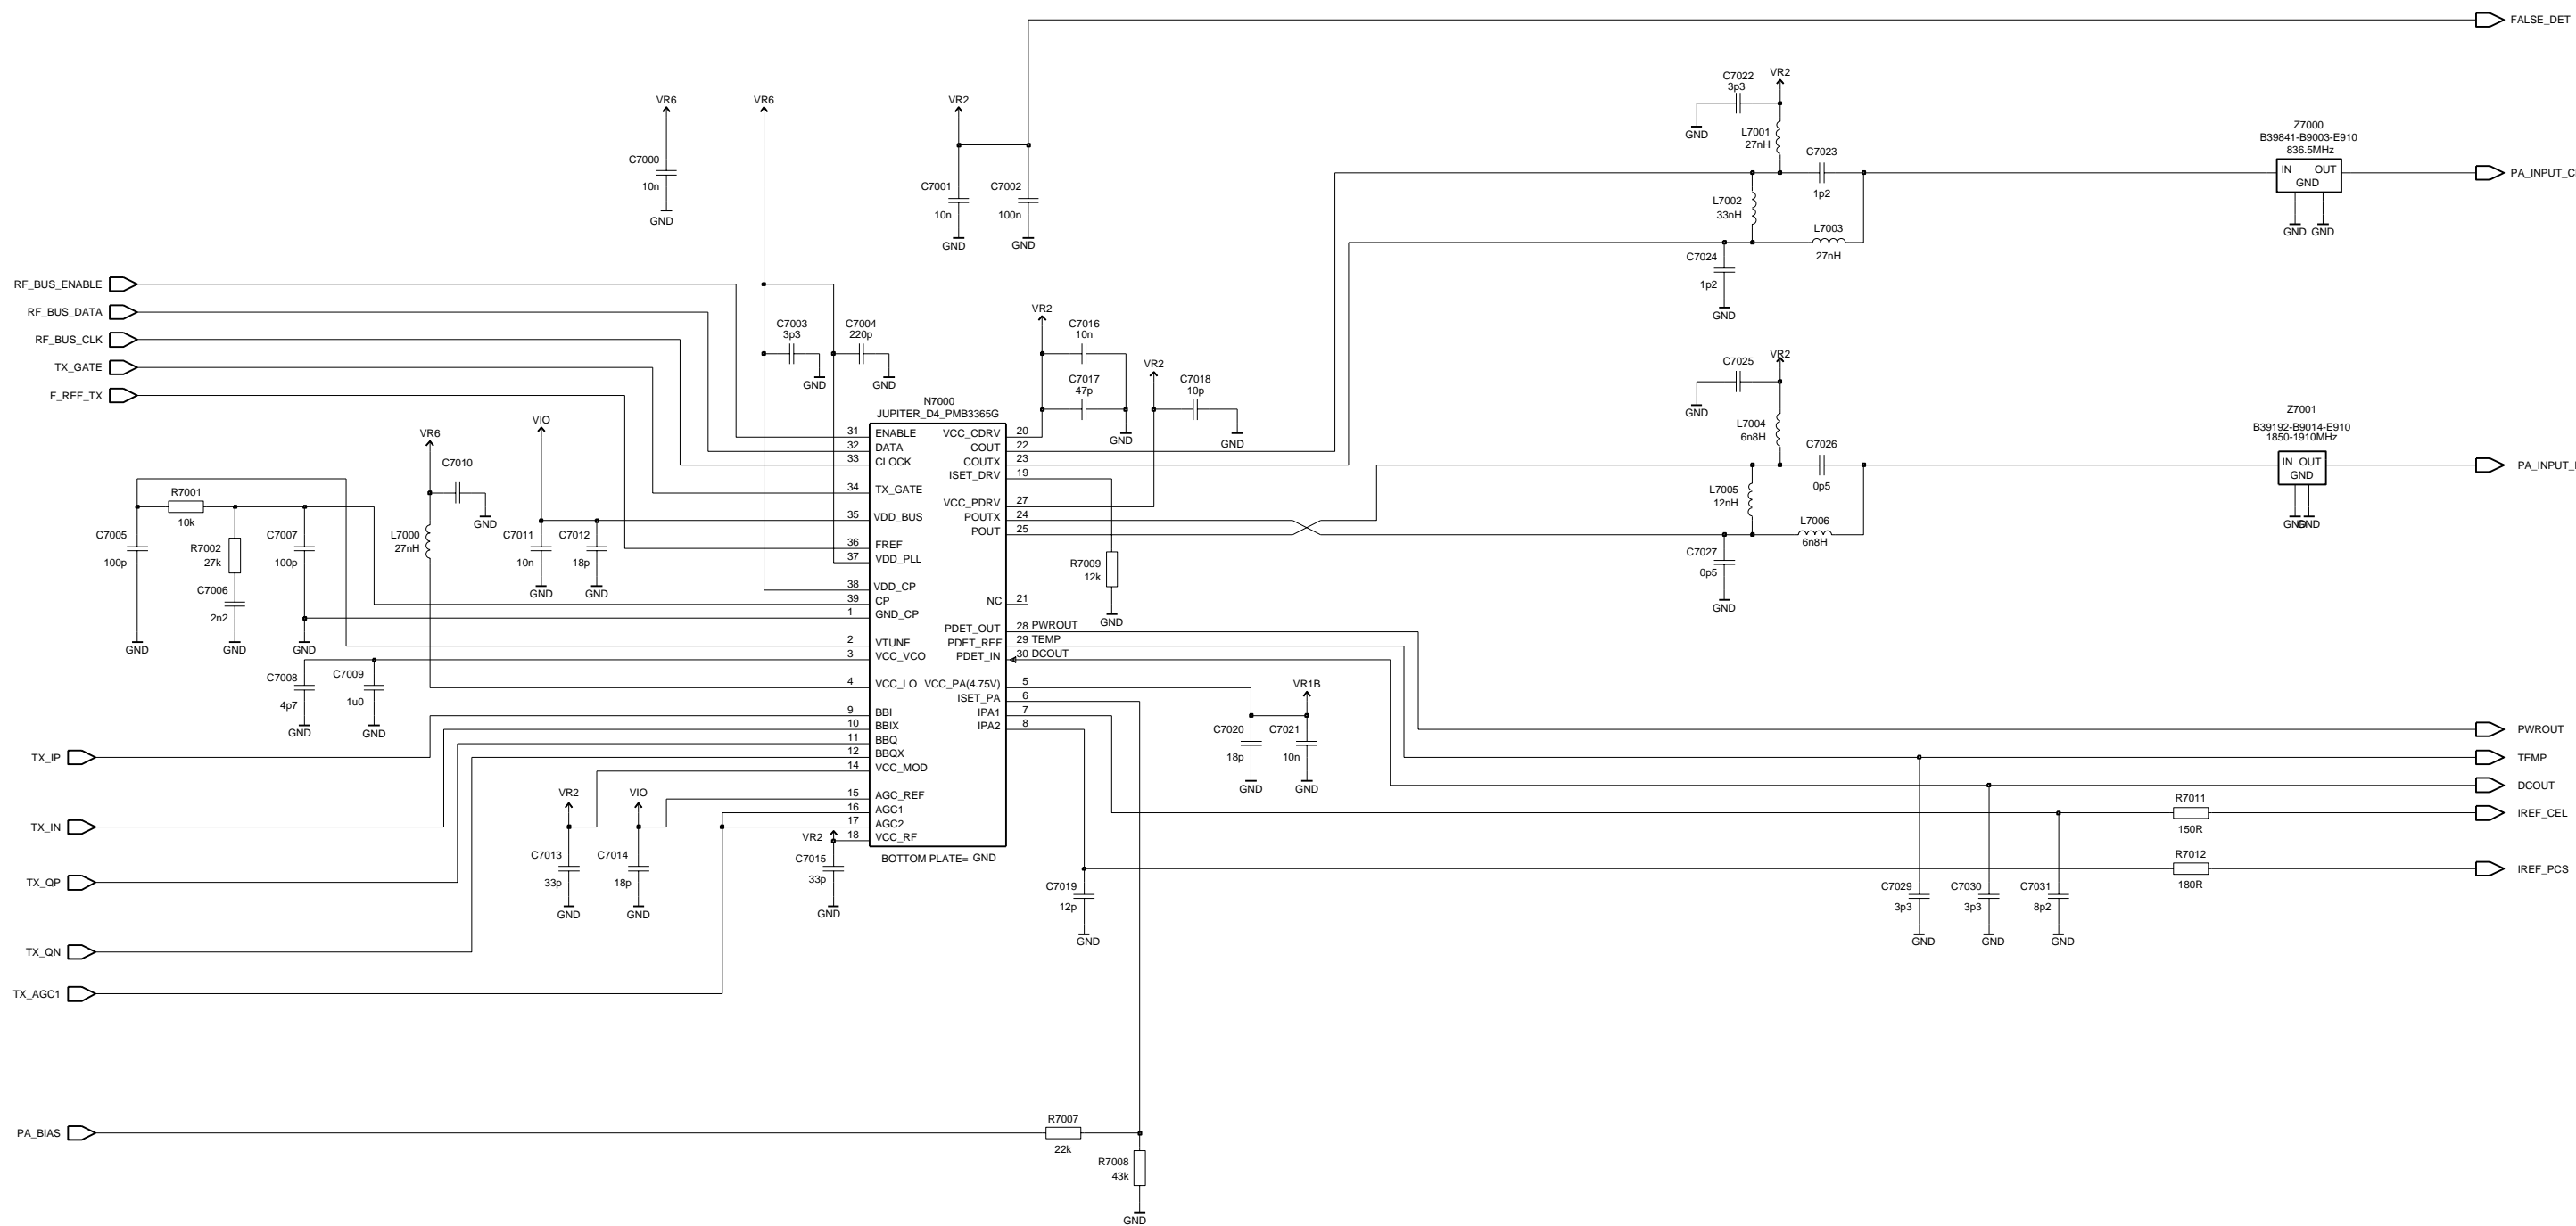 FALSE_DET
C7022
3p3
VR2
GND
L7001
27nH
C7023
1p2
L7002
33nH
L7003
27nH
C7024
1p2
GND
Z7000
B39841-B9003-E910
836.5MHz
IN OUT
GND
GND GND
VR6
C7000
10n
GND
VR6
VR2
C7001
10n
GND
C7002
100n
GND
RF_BUS_ENABLE
RF_BUS_DATA
RF_BUS_CLK
TX_GATE
F_REF_TX
C7003
3p3
GND
C7004
220p
GND
VR2
C7016
10n
C7017
47p
GND
VR2
C7018
10p
GND
C7025
VR2
GND
L7004
6n8H
C7026
0p5
L7005
12nH
L7006
6n8H
C7027
0p5
GND
Z7001
B39192-B9014-E910
1850-1910MHz
IN OUT
GND
GND GND
N7000
JUPITER_D4_PMB3365G
31 ENABLE
32 DATA
33 CLOCK
34 TX_GATE
35 VDD_BUS
36 FREF
37 VDD_PLL
38 VDD_CP
39 CP
1 GND_CP
2 VTUNE
3 VCC_VCO
4 VCC_LO
9 BBI
10 BBIX
11 BBQ
12 BBQX
14 VCC_MOD
15 AGC_REF
16 AGC1
17 AGC2
18 VCC_RF
VCC_CDRV 20
COUT 22
COUTX 23
ISET_DRV 19
VCC_PDRV 27
POUTX 24
POUT 25
NC 21
PDET_OUT 28 PWROUT
PDET_REF 29 TEMP
PDET_IN 30 DCOUT
VCC_PA(4.75V) 5
ISET_PA 6
IPA1 7
IPA2 8
BOTTOM PLATE= GND
R7001
10k
C7005
100p
GND
R7002
27k
C7006
2n2
GND
C7007
100p
GND
VR6
C7010
GND
L7000
27nH
VIO
C7011
10n
GND
C7012
18p
GND
C7008
4p7
GND
C7009
1u0
GND
R7009
12k
GND
VR1B
C7020
18p
GND
C7021
10n
GND
TX_IP
TX_IN
TX_QP
TX_QN
TX_AGC1
VR2
C7013
33p
GND
VIO
C7014
18p
GND
VR2
C7015
33p
GND
C7019
12p
GND
C7029
3p3
GND
C7030
3p3
GND
C7031
8p2
GND
R7011
150R
R7012
180R
PWROUT
TEMP
DCOUT
IREF_CEL
IREF_PCS
PA_BIAS
R7007
22k
R7008
43k
GND